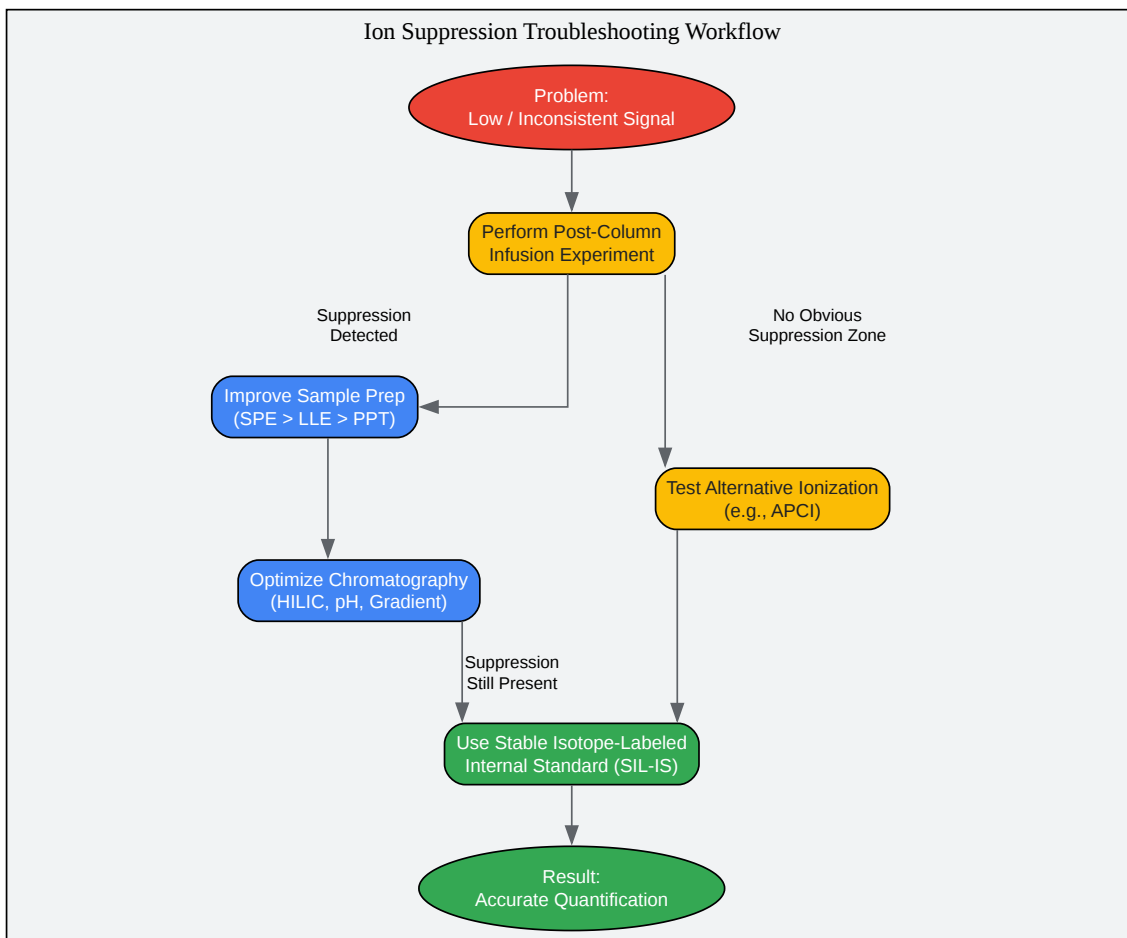 Ion Suppression Troubleshooting Workflow
Problem:
Low / Inconsistent Signal
Perform Post-Column
Infusion Experiment
Suppression
Detected
No Obvious
Suppression Zone
Improve Sample Prep
(SPE > LLE > PPT)
Test Alternative Ionization
(e.g., APCI)
Optimize Chromatography
(HILIC, pH, Gradient)
Suppression
Still Present
Use Stable Isotope-Labeled
Internal Standard (SIL-IS)
Result:
Accurate Quantification